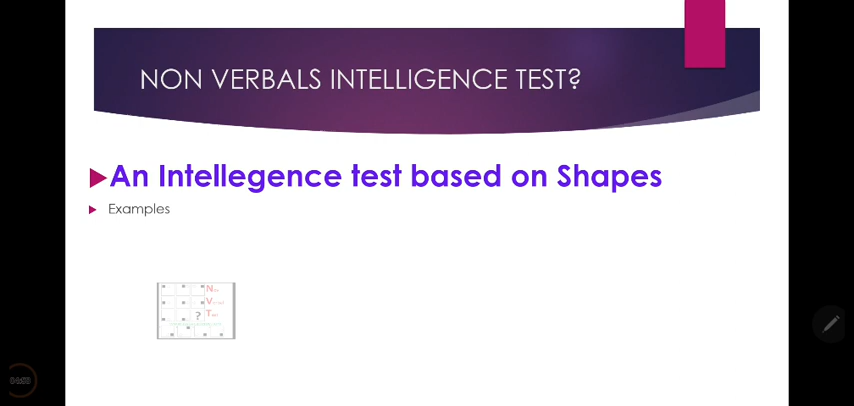 NON VERBALS INTELLIGENCE TEST?
An Intellegence test based on Shapes
Examples
N
V
T
?